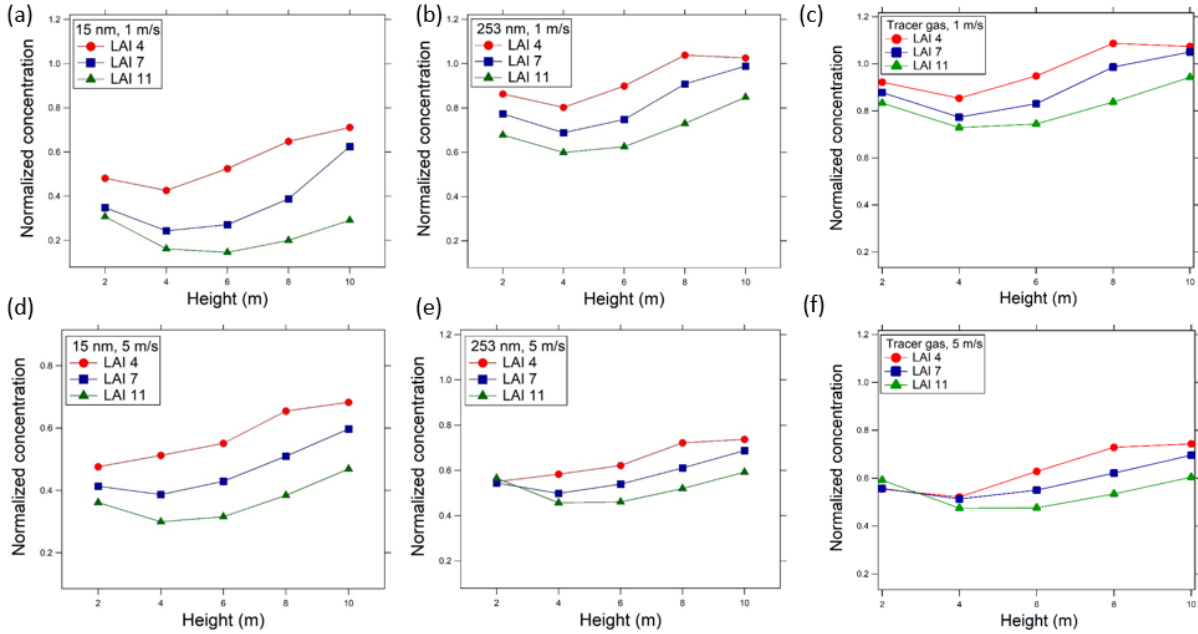 (a)
15 nm, 1 m/s
LAI 4
LAI 7
LAI 11
Normalized concentration
1.2
1.0
0.8
0.6
0.4
0.2
2 4 6 8 10
Height (m)
(b)
253 nm, 1 m/s
LAI 4
LAI 7
LAI 11
Normalized concentration
1.2
1.0
0.8
0.6
0.4
0.2
2 4 6 8 10
Height (m)
(c)
Tracer gas, 1 m/s
LAI 4
LAI 7
LAI 11
Normalized concentration
1.2
1.0
0.8
0.6
0.4
0.2
2 4 6 8 10
Height (m)
(d)
15 nm, 5 m/s
LAI 4
LAI 7
LAI 11
Normalized concentration
0.8
0.6
0.4
0.2
2 4 6 8 10
Height (m)
(e)
253 nm, 5 m/s
LAI 4
LAI 7
LAI 11
Normalized concentration
1.2
1.0
0.8
0.6
0.4
0.2
2 4 6 8 10
Height (m)
(f)
Tracer gas, 5 m/s
LAI 4
LAI 7
LAI 11
Normalized concentration
1.2
1.0
0.8
0.6
0.4
0.2
2 4 6 8 10
Height (m)